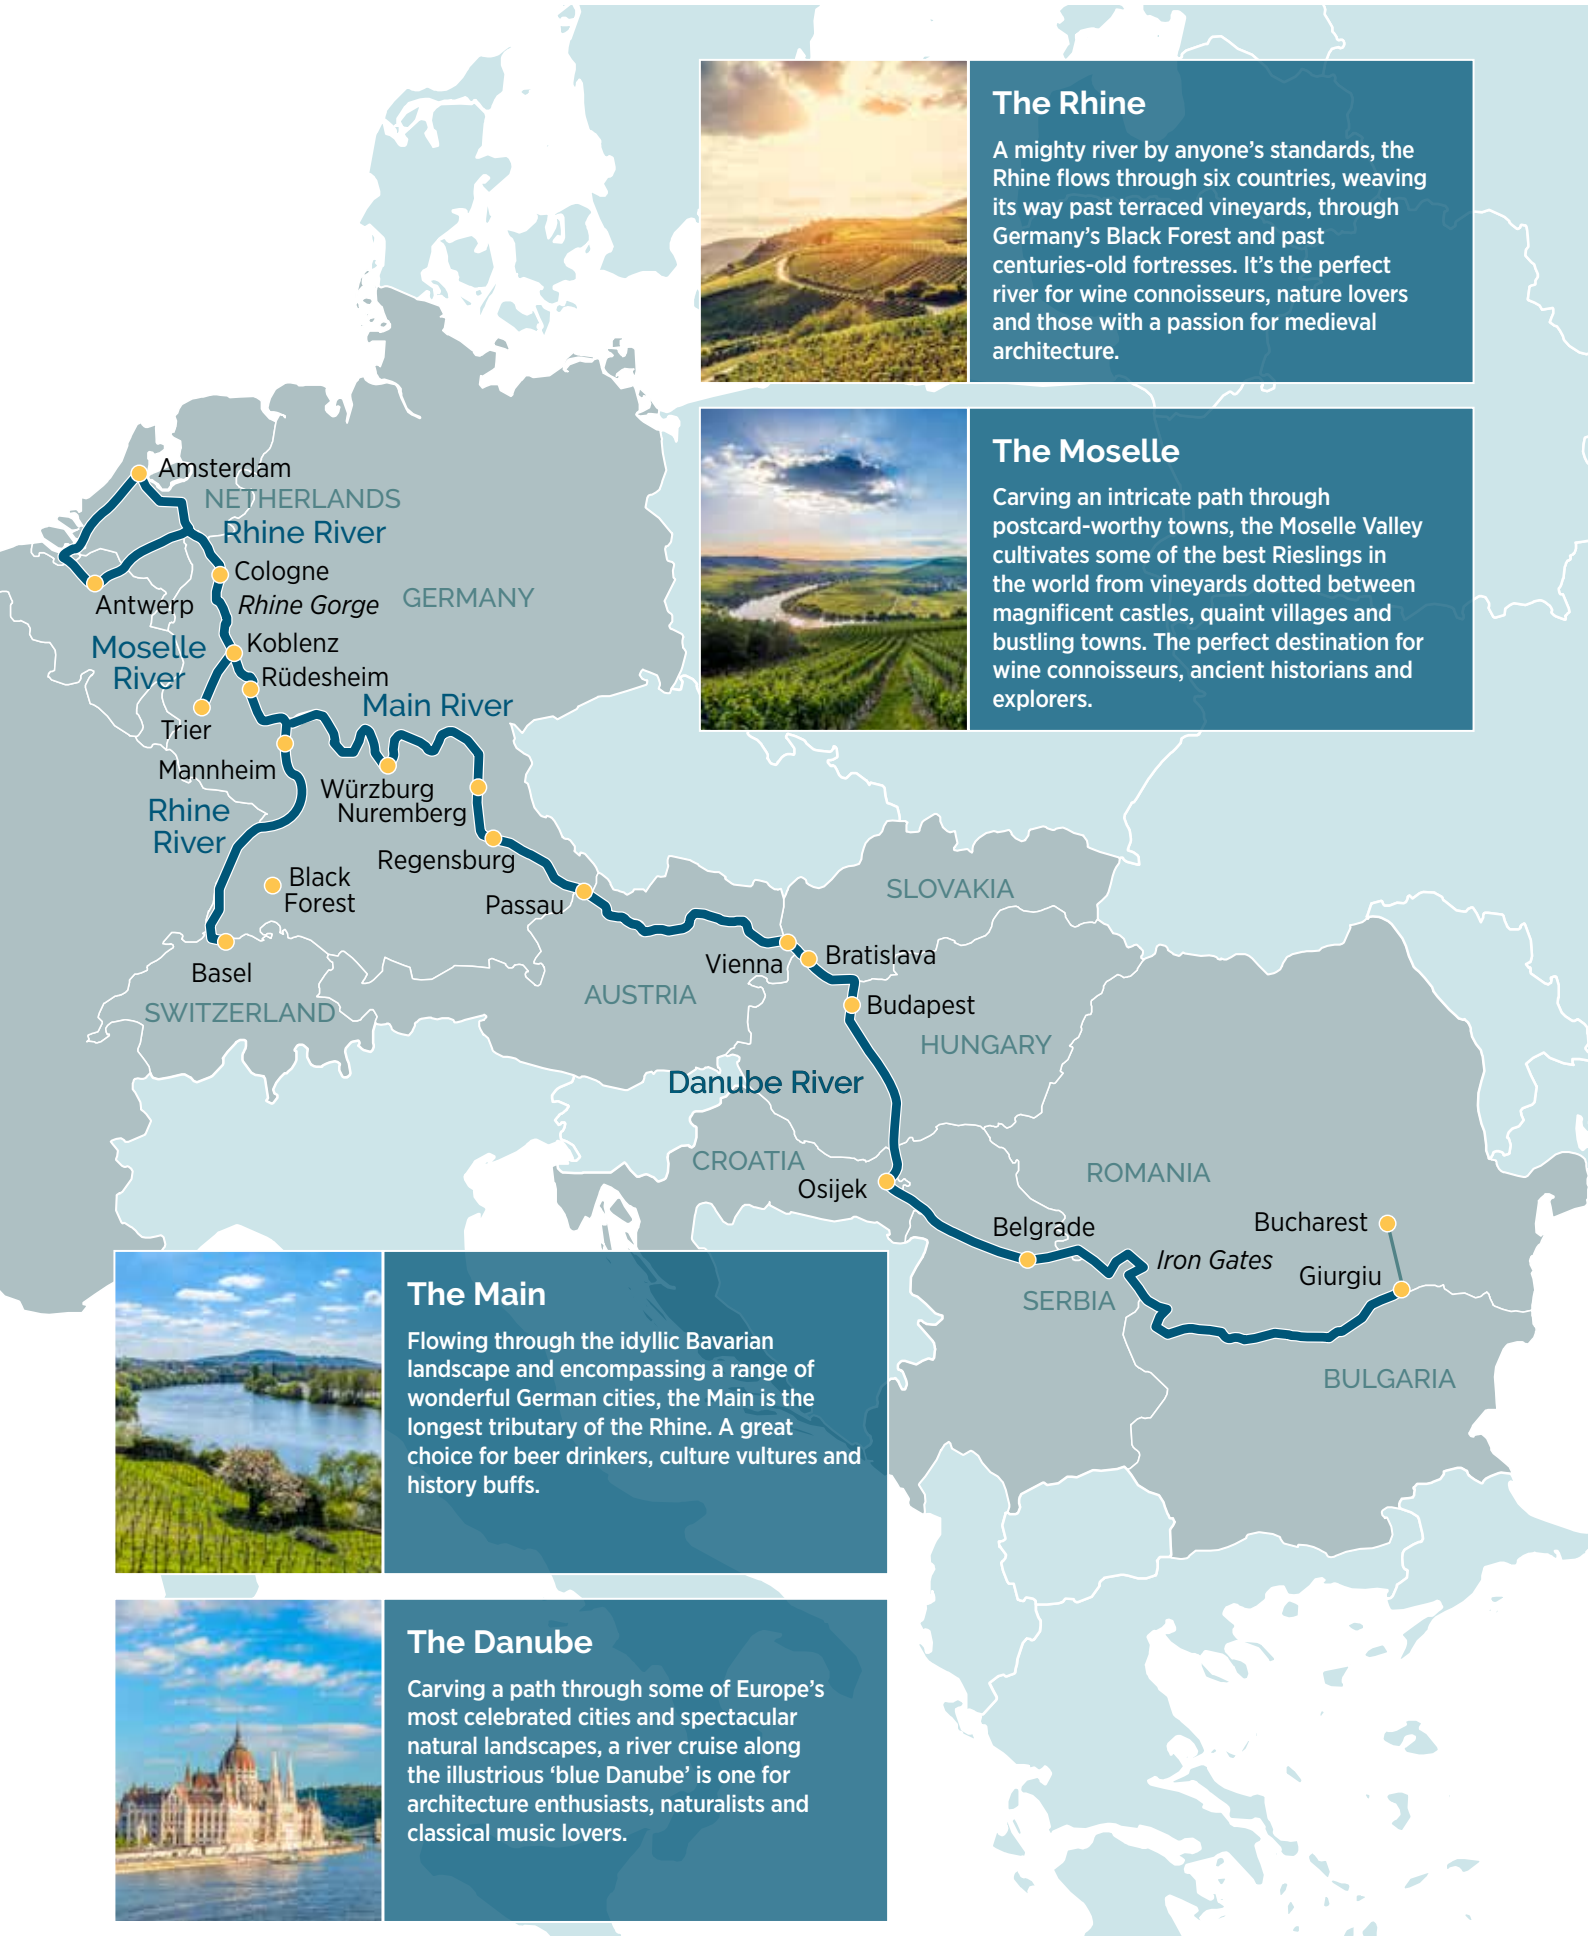 The Rhine
A mighty river by anyone's standards, the
Rhine flows through six countries, weaving
its way past terraced vineyards, through
Germany's Black Forest and past
centuries-old fortresses. It's the perfect
river for wine connoisseurs, nature lovers
and those with a passion for medieval
architecture.
The Moselle
Carving an intricate path through
postcard-worthy towns, the Moselle Valley
cultivates some of the best Rieslings in
the world from vineyards dotted between
magnificent castles, quaint villages and
bustling towns. The perfect destination for
wine connoisseurs, ancient historians and
explorers.
Amsterdam
NETHERLANDS
Rhine River
Cologne
Antwerp
Rhine Gorge
GERMANY
Moselle
River
Koblenz
Rüdesheim
Main River
Trier
Mannheim
Würzburg
Nuremberg
Rhine
River
Regensburg
Black
Forest
Passau
SLOVAKIA
Basel
Vienna
Bratislava
SWITZERLAND
AUSTRIA
Budapest
HUNGARY
Danube River
CROATIA
Osijek
ROMANIA
Belgrade
Bucharest
Iron Gates
Giurgiu
SERBIA
BULGARIA
The Main
Flowing through the idyllic Bavarian
landscape and encompassing a range of
wonderful German cities, the Main is the
longest tributary of the Rhine. A great
choice for beer drinkers, culture vultures and
history buffs.
The Danube
Carving a path through some of Europe's
most celebrated cities and spectacular
natural landscapes, a river cruise along
the illustrious 'blue Danube' is one for
architecture enthusiasts, naturalists and
classical music lovers.